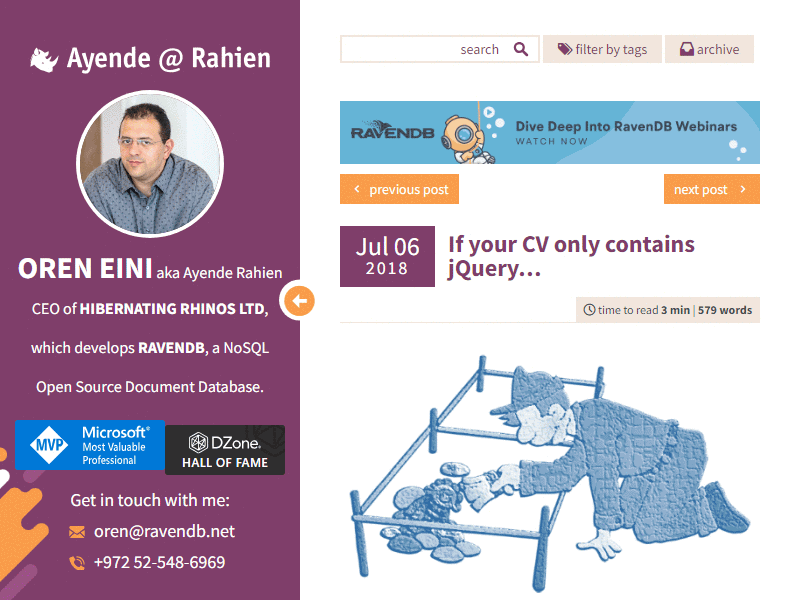 Ayende @ Rahien
OREN EINI aka Ayende Rahien
CEO of HIBERNATING RHINOS LTD,
which develops RAVENDB, a NoSQL
Open Source Document Database.
MVP
Microsoft®
Most Valuable
Professional
DZone.
HALL OF FAME
Get in touch with me:
oren@ravendb.net
+972 52-548-6969
search
filter by tags
archive
RAVENDB
Dive Deep Into RavenDB Webinars
WATCH NOW
previous post
next post
Jul 06
2018
If your CV only contains
jQuery…
time to read 3 min | 579 words